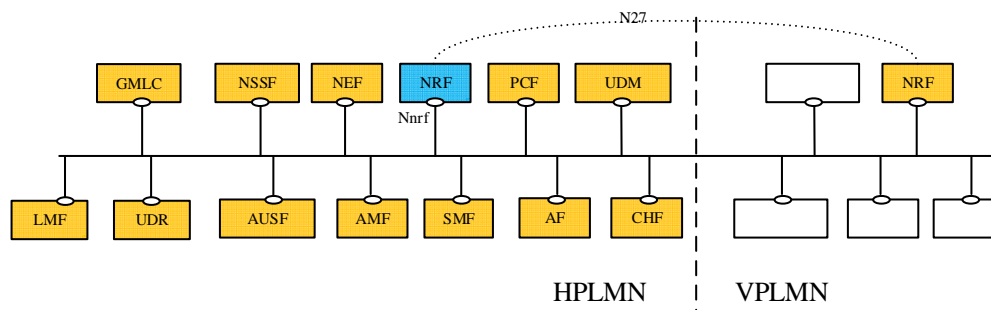 N27
GMLC
NSSF
NEF
NRF
PCF
UDM
NRF
Nnrf
LMF
UDR
AUSF
AMF
SMF
AF
CHF
HPLMN
VPLMN